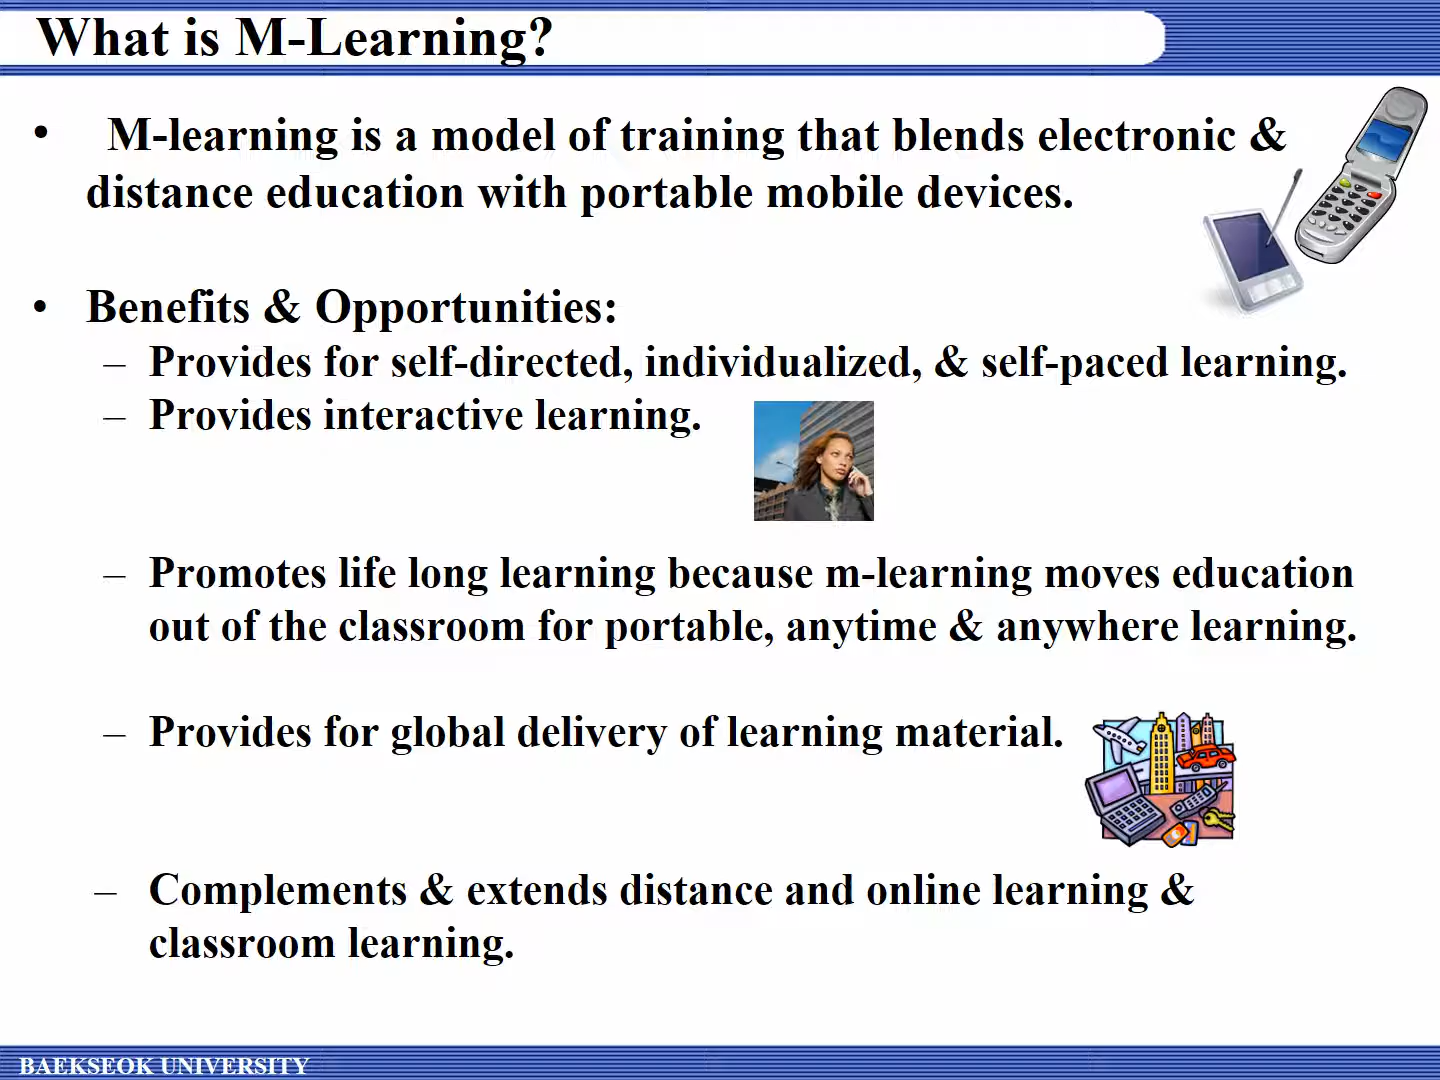 What is M-Learning?
• M-learning is a model of training that blends electronic &
distance education with portable mobile devices.
• Benefits & Opportunities:
– Provides for self-directed, individualized, & self-paced learning.
– Provides interactive learning.
– Promotes life long learning because m-learning moves education
out of the classroom for portable, anytime & anywhere learning.
– Provides for global delivery of learning material.
– Complements & extends distance and online learning &
classroom learning.
BAEKSEOK UNIVERSITY